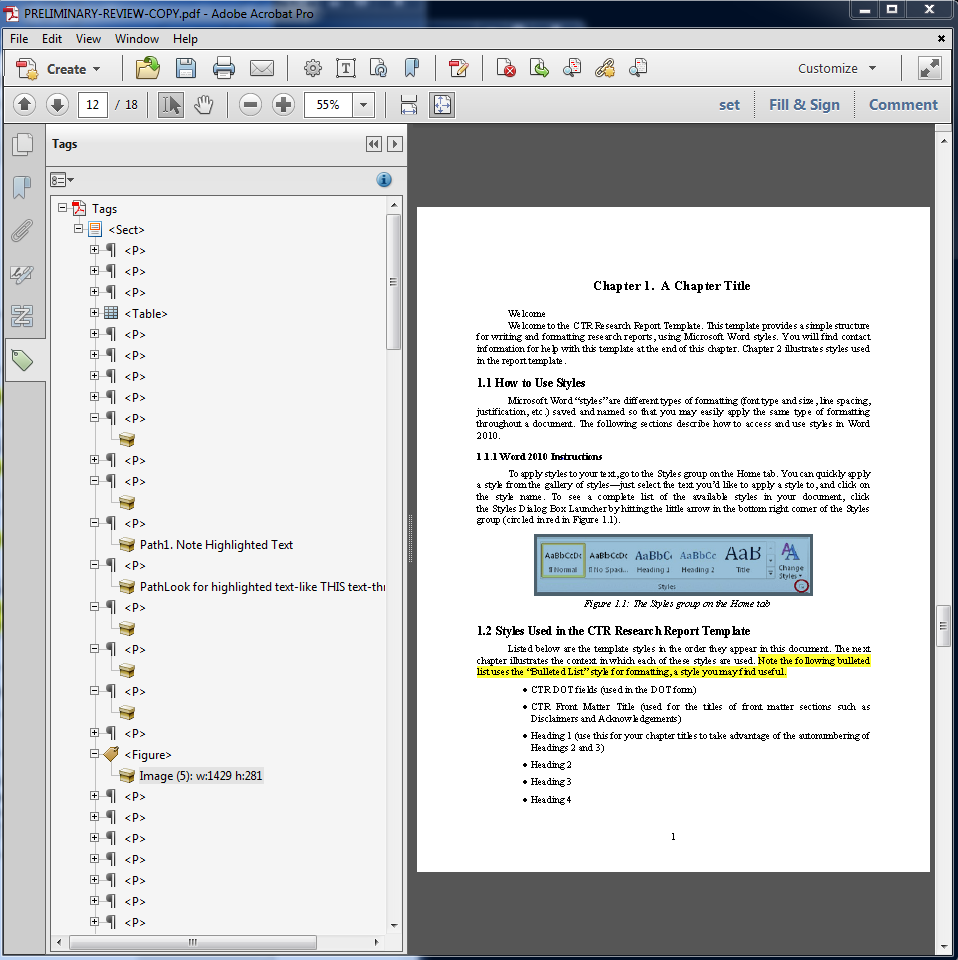 PRELIMINARY-REVIEW-COPY.pdf - Adobe Acrobat Pro
File Edit View Window Help
Create
Customize
12 / 18
55%
set
Fill & Sign
Comment
Tags
Tags
<Sect>
<P>
<P>
<P>
<Table>
<P>
<P>
<P>
<P>
<P>
<P>
<P>
<P>
Path1. Note Highlighted Text
<P>
PathLook for highlighted text-like THIS text-thr
<P>
<P>
<P>
<P>
<Figure>
Image (5): w:1429 h:281
<P>
<P>
<P>
<P>
<P>
<P>
<P>
Chapter 1. A Chapter Title
Welcome
Welcome to the CTR Research Report Template. This template provides a simple structure
for writing and formatting research reports, using Microsoft Word styles. You will find contact
information for help with this template at the end of this chapter. Chapter 2 illustrates styles used
in the report template.
1.1 How to Use Styles
Microsoft Word “styles” are different types of formatting (font type and size, line spacing,
justification, etc.) saved and named so that you may easily apply the same type of formatting
throughout a document. The following sections describe how to access and use styles in Word
2010.
1.1.1 Word 2010 Instructions
To apply styles to your text, go to the Styles group on the Home tab. You can quickly apply
a style from the gallery of styles—just select the text you’d like to apply a style to, and click on
the style name. To see a complete list of the available styles in your document, click
the Styles Dialog Box Launcher by hitting the little arrow in the bottom right corner of the Styles
group (circled in red in Figure 1.1).
AaBbCcDc AaBbCcDc AaBbC AaBbCc AaB
¶ Normal ¶ No Spaci... Heading 1 Heading 2 Title
Change
Styles
Styles
Figure 1.1: The Styles group on the Home tab
1.2 Styles Used in the CTR Research Report Template
Listed below are the template styles in the order they appear in this document. The next
chapter illustrates the context in which each of these styles are used. Note the following bulleted
list uses the “Bulleted List” style for formatting, a style you may find useful.
• CTR DOT fields (used in the DOT form)
• CTR Front Matter Title (used for the titles of front matter sections such as
Disclaimers and Acknowledgements)
• Heading 1 (use this for your chapter titles to take advantage of the autonumbering of
Headings 2 and 3)
• Heading 2
• Heading 3
• Heading 4
1